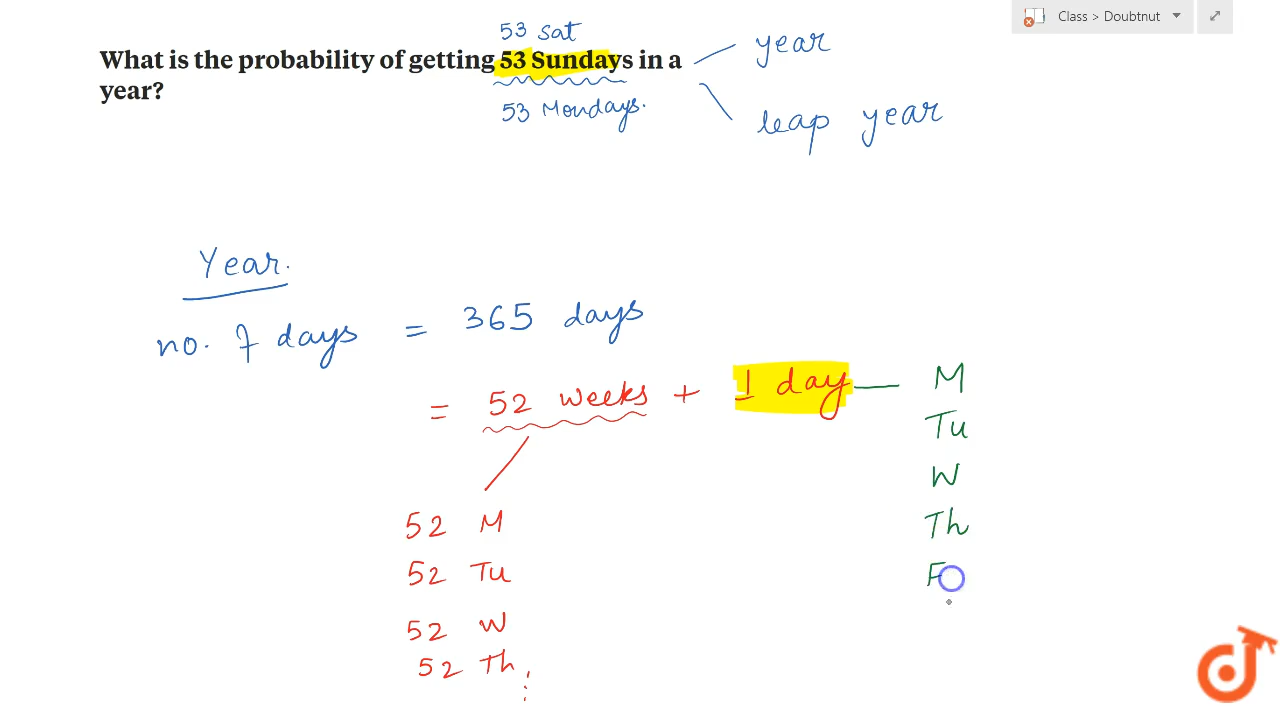 Class > Doubtnut
53 Sat
What is the probability of getting 53 Sundays in a
year?
53 Mondays.
year
leap year
Year.
no. of days = 365 days
= 52 weeks + 1 day — M
Tu
W
Th
F
52 M
52 Tu
52 W
52 Th